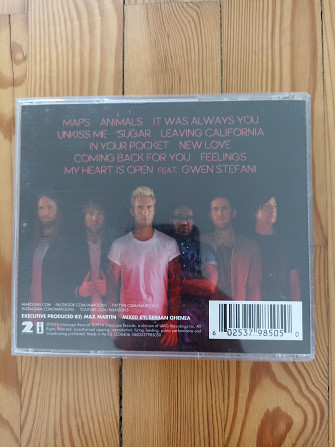 MAPS ANIMALS IT WAS ALWAYS YOU
UNKISS ME SUGAR LEAVING CALIFORNIA
IN YOUR POCKET NEW LOVE
COMING BACK FOR YOU FEELINGS
MY HEART IS OPEN FEAT. GWEN STEFANI
MAROON5.COM FACEBOOK.COM/MAROON5 TWITTER.COM/MAROON5
INSTAGRAM.COM/MAROON5 YOUTUBE.COM/MAROON5
EXECUTIVE PRODUCED BY: MAX MARTIN MIXED BY: SERBAN GHENEA
222
i
6 02537 98505 0